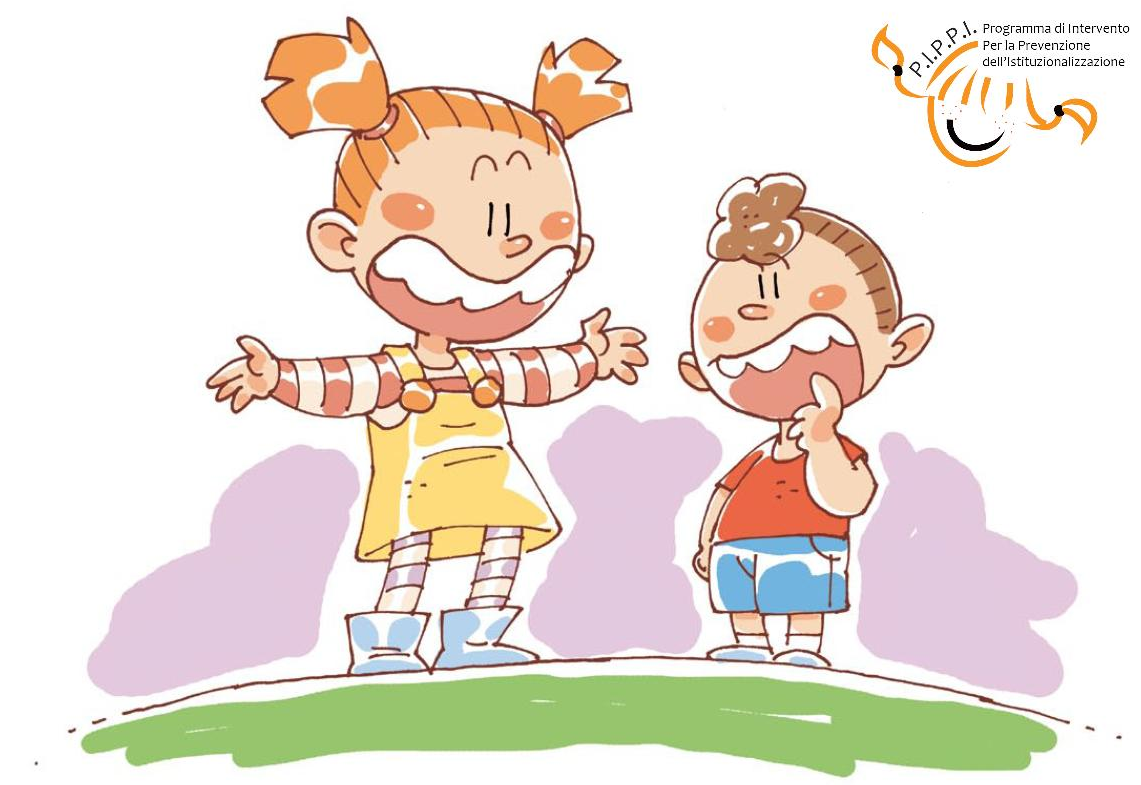 P.I.P.P.I.
Programma di Intervento
Per la Prevenzione
dell'Istituzionalizzazione